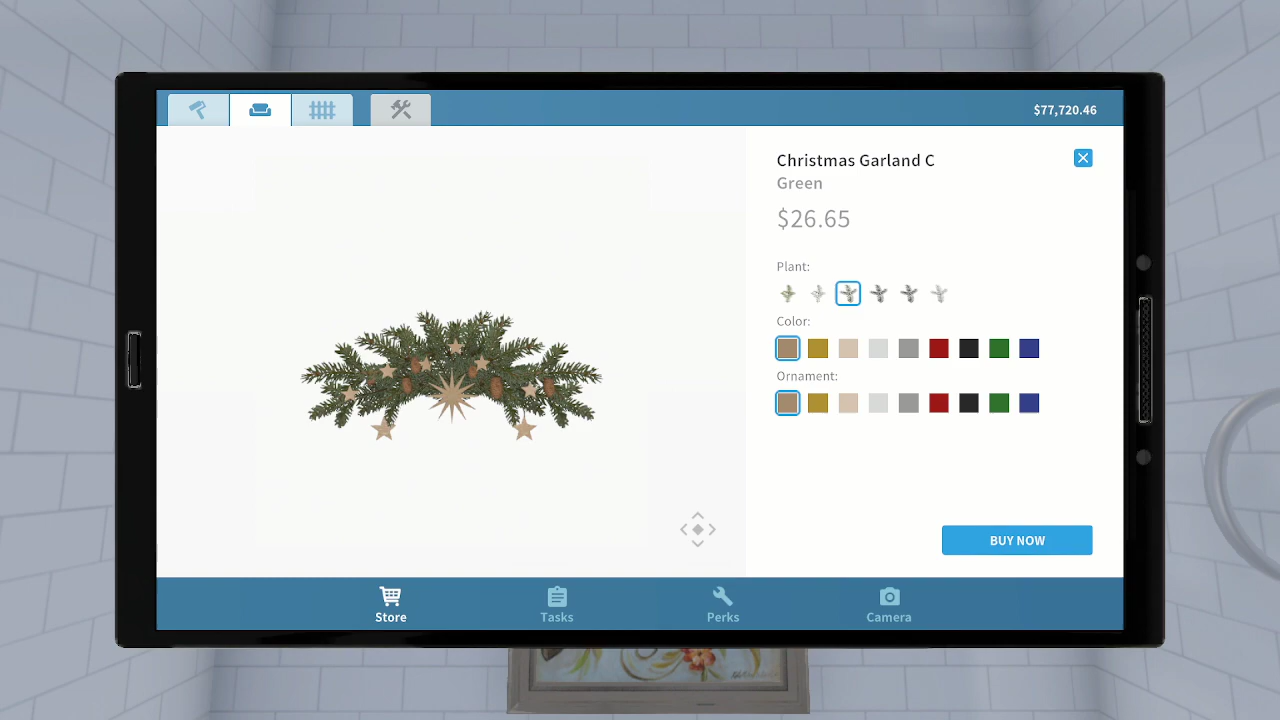 $77,720.46
Christmas Garland C
Green
$26.65
Plant:
Color:
Ornament:
BUY NOW
Store
Tasks
Perks
Camera